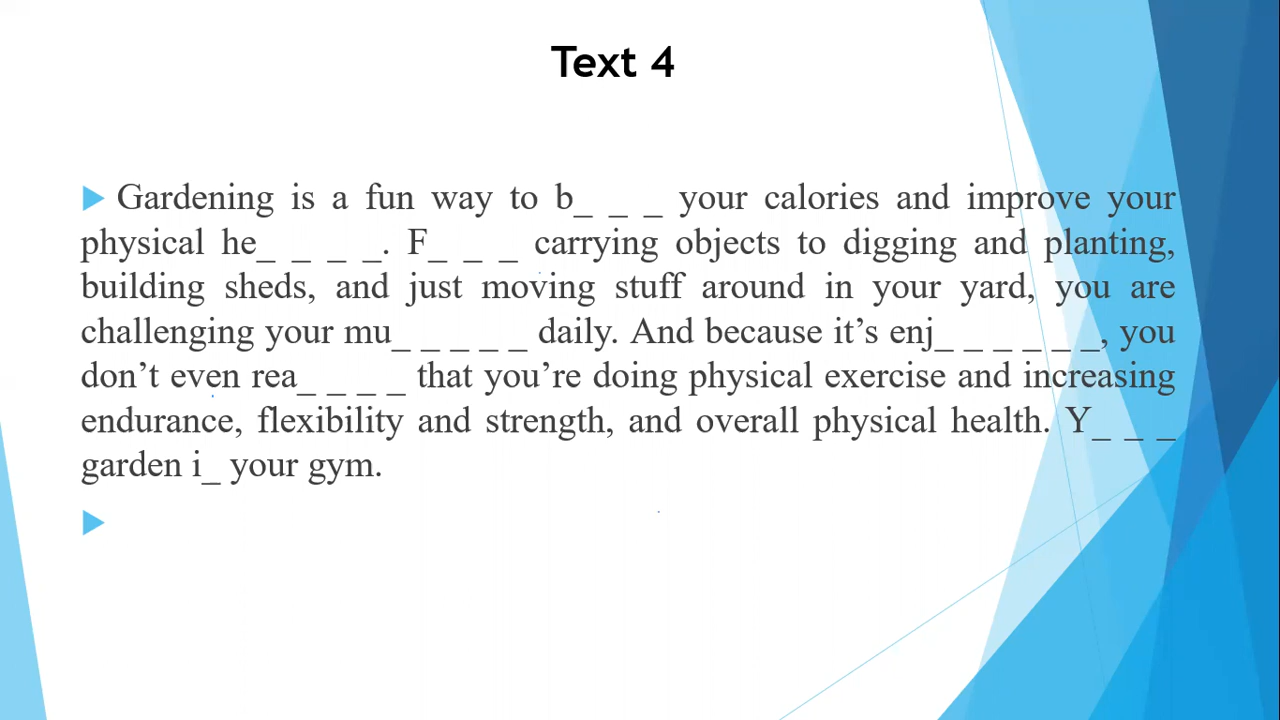 Text 4
Gardening is a fun way to b_ _ _ your calories and improve your
physical he_ _ _ _. F_ _ _ carrying objects to digging and planting,
building sheds, and just moving stuff around in your yard, you are
challenging your mu_ _ _ _ _ daily. And because it’s enj_ _ _ _ _ _, you
don’t even rea_ _ _ _ that you’re doing physical exercise and increasing
endurance, flexibility and strength, and overall physical health. Y_ _ _
garden i_ your gym.